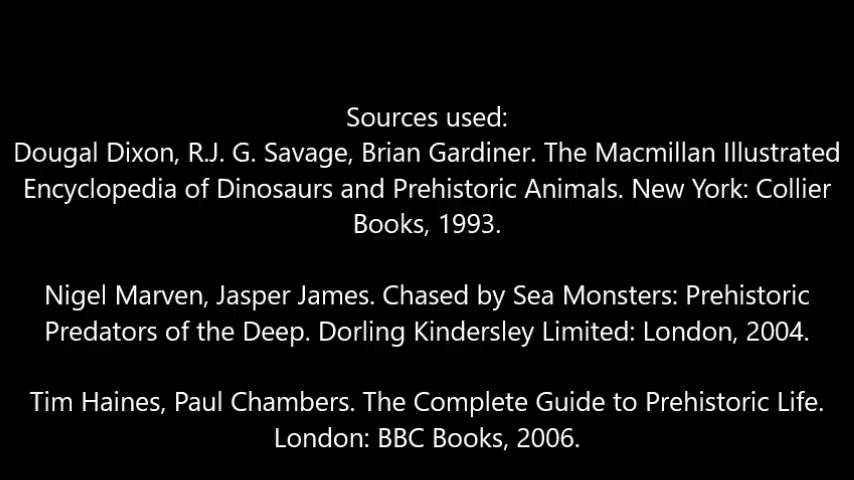 Sources used:
Dougal Dixon, R.J. G. Savage, Brian Gardiner. The Macmillan Illustrated
Encyclopedia of Dinosaurs and Prehistoric Animals. New York: Collier
Books, 1993.
Nigel Marven, Jasper James. Chased by Sea Monsters: Prehistoric
Predators of the Deep. Dorling Kindersley Limited: London, 2004.
Tim Haines, Paul Chambers. The Complete Guide to Prehistoric Life.
London: BBC Books, 2006.